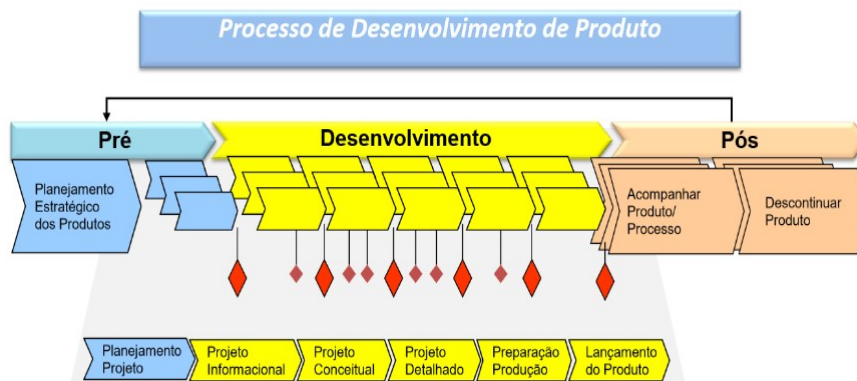 Processo de Desenvolvimento de Produto
Pré
Desenvolvimento
Pós
Planejamento
Estratégico
dos Produtos
Acompanhar
Produto/
Processo
Descontinuar
Produto
Planejamento
Projeto
Projeto
Informacional
Projeto
Conceitual
Projeto
Detalhado
Preparação
Produção
Lançamento
do Produto